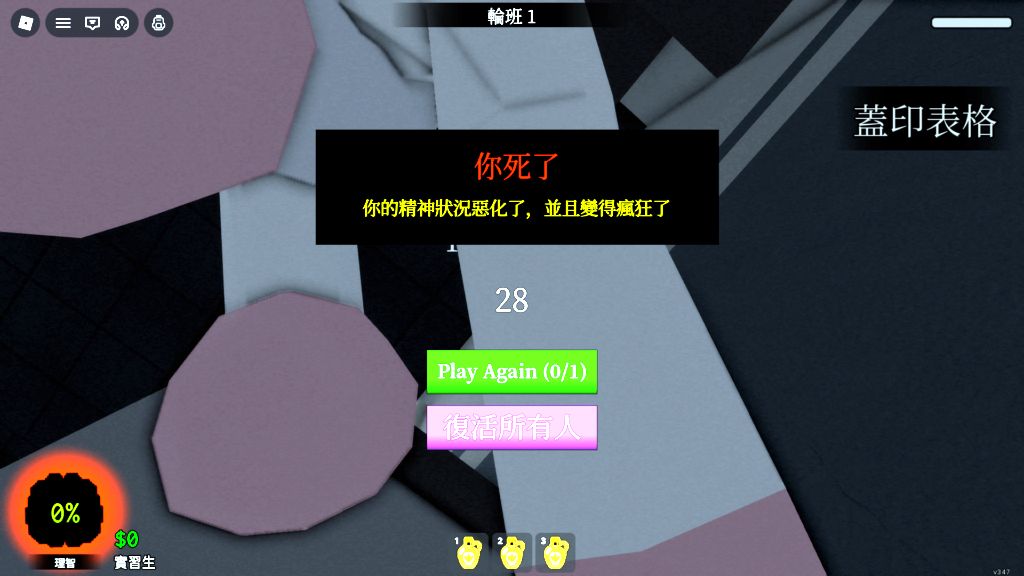 輪班 1
蓋印表格
你死了
你的精神狀況惡化了，並且變得瘋狂了
28
Play Again (0/1)
復活所有人
0%
理智
$0
實習生
1
2
3
v347